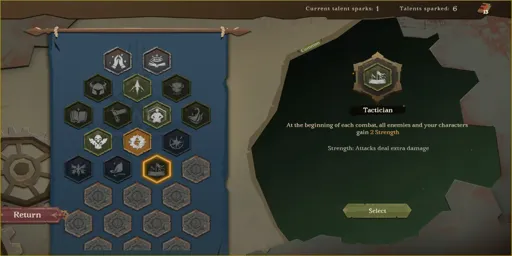 Current talent sparks: 1
Talents sparked: 6
Common
Tactician
At the beginning of each combat, all enemies and your characters
gain 2 Strength
Strength: Attacks deal extra damage
Return
Select